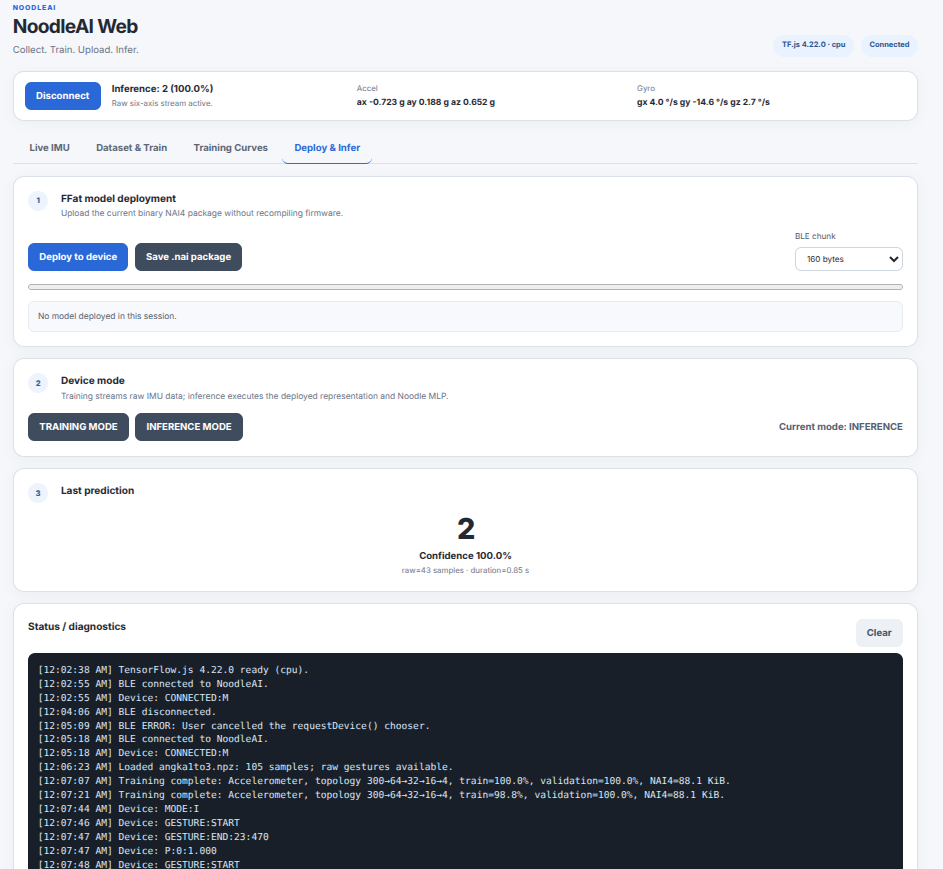 NOODLEAI
NoodleAI Web
Collect. Train. Upload. Infer.
TF.js 4.22.0 · cpu
Connected
Disconnect
Inference: 2 (100.0%)
Raw six-axis stream active.
Accel
ax -0.723 g ay 0.188 g az 0.652 g
Gyro
gx 4.0 °/s gy -14.6 °/s gz 2.7 °/s
Live IMU
Dataset & Train
Training Curves
Deploy & Infer
1
FFat model deployment
Upload the current binary NAI4 package without recompiling firmware.
Deploy to device
Save .nai package
BLE chunk
160 bytes
No model deployed in this session.
2
Device mode
Training streams raw IMU data; inference executes the deployed representation and Noodle MLP.
TRAINING MODE
INFERENCE MODE
Current mode: INFERENCE
3
Last prediction
2
Confidence 100.0%
raw=43 samples · duration=0.85 s
Status / diagnostics
Clear
[12:02:38 AM] TensorFlow.js 4.22.0 ready (cpu).
[12:02:55 AM] BLE connected to NoodleAI.
[12:02:55 AM] Device: CONNECTED:M
[12:04:06 AM] BLE disconnected.
[12:05:09 AM] BLE ERROR: User cancelled the requestDevice() chooser.
[12:05:18 AM] BLE connected to NoodleAI.
[12:05:18 AM] Device: CONNECTED:M
[12:06:23 AM] Loaded angka1to3.npz: 105 samples; raw gestures available.
[12:07:07 AM] Training complete: Accelerometer, topology 300→64→32→16→4, train=100.0%, validation=100.0%, NAI4=88.1 KiB.
[12:07:21 AM] Training complete: Accelerometer, topology 300→64→32→16→4, train=98.8%, validation=100.0%, NAI4=88.1 KiB.
[12:07:44 AM] Device: MODE:I
[12:07:46 AM] Device: GESTURE:START
[12:07:47 AM] Device: GESTURE:END:23:470
[12:07:47 AM] Device: P:0:1.000
[12:07:48 AM] Device: GESTURE:START